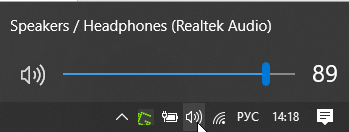 Speakers / Headphones (Realtek Audio)
89
РУС 14:18